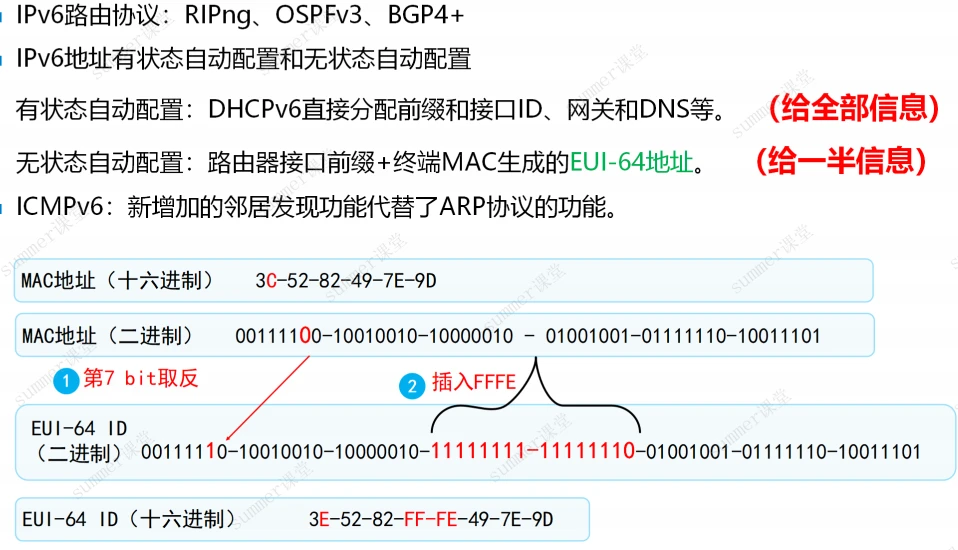 IPv6路由协议：RIPng、OSPFv3、BGP4+
IPv6地址有状态自动配置和无状态自动配置
有状态自动配置：DHCPv6直接分配前缀和接口ID、网关和DNS等。 （给全部信息）
无状态自动配置：路由器接口前缀+终端MAC生成的EUI-64地址。 （给一半信息）
ICMPv6：新增加的邻居发现功能代替了ARP协议的功能。
MAC地址（十六进制） 3C-52-82-49-7E-9D
MAC地址（二进制） 00111100-10010010-10000010 - 01001001-01111110-10011101
1 第7 bit取反 2 插入FFFE
EUI-64 ID
（二进制） 00111110-10010010-10000010-11111111-11111110-01001001-01111110-10011101
EUI-64 ID（十六进制） 3E-52-82-FF-FE-49-7E-9D
summer课堂